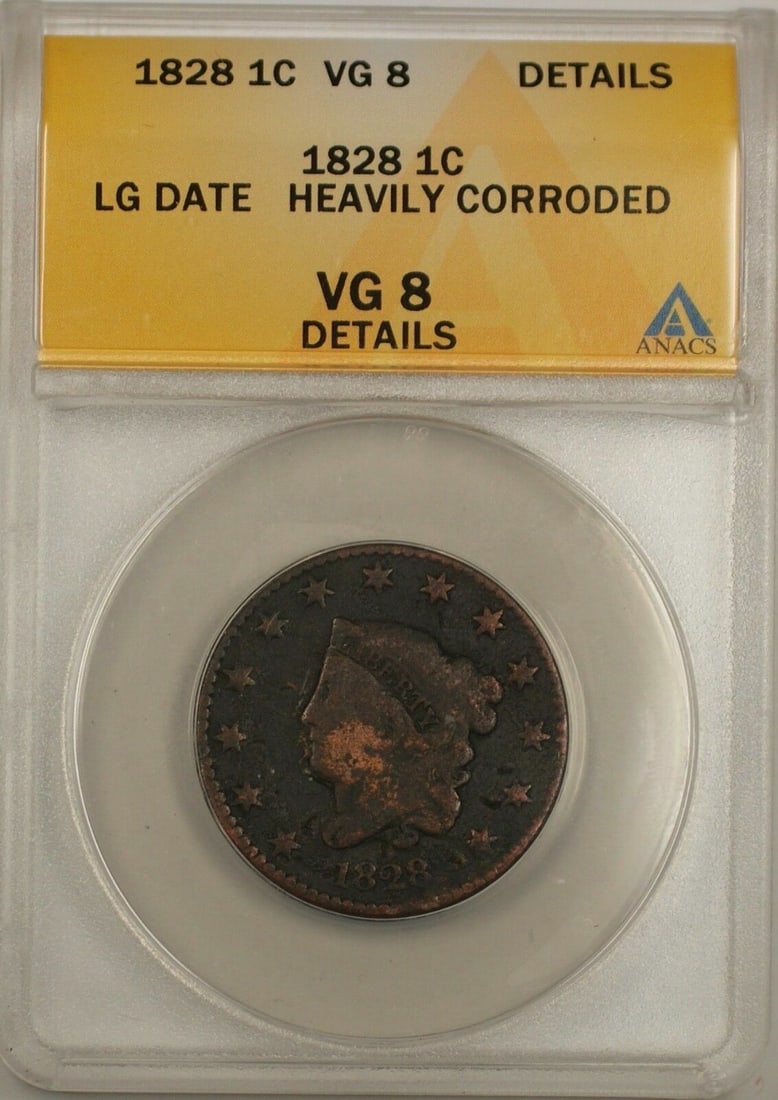 1828 1C VG 8 DETAILS
1828 1C
LG DATE HEAVILY CORRODED
VG 8
DETAILS
ANACS
LIBERTY
1828